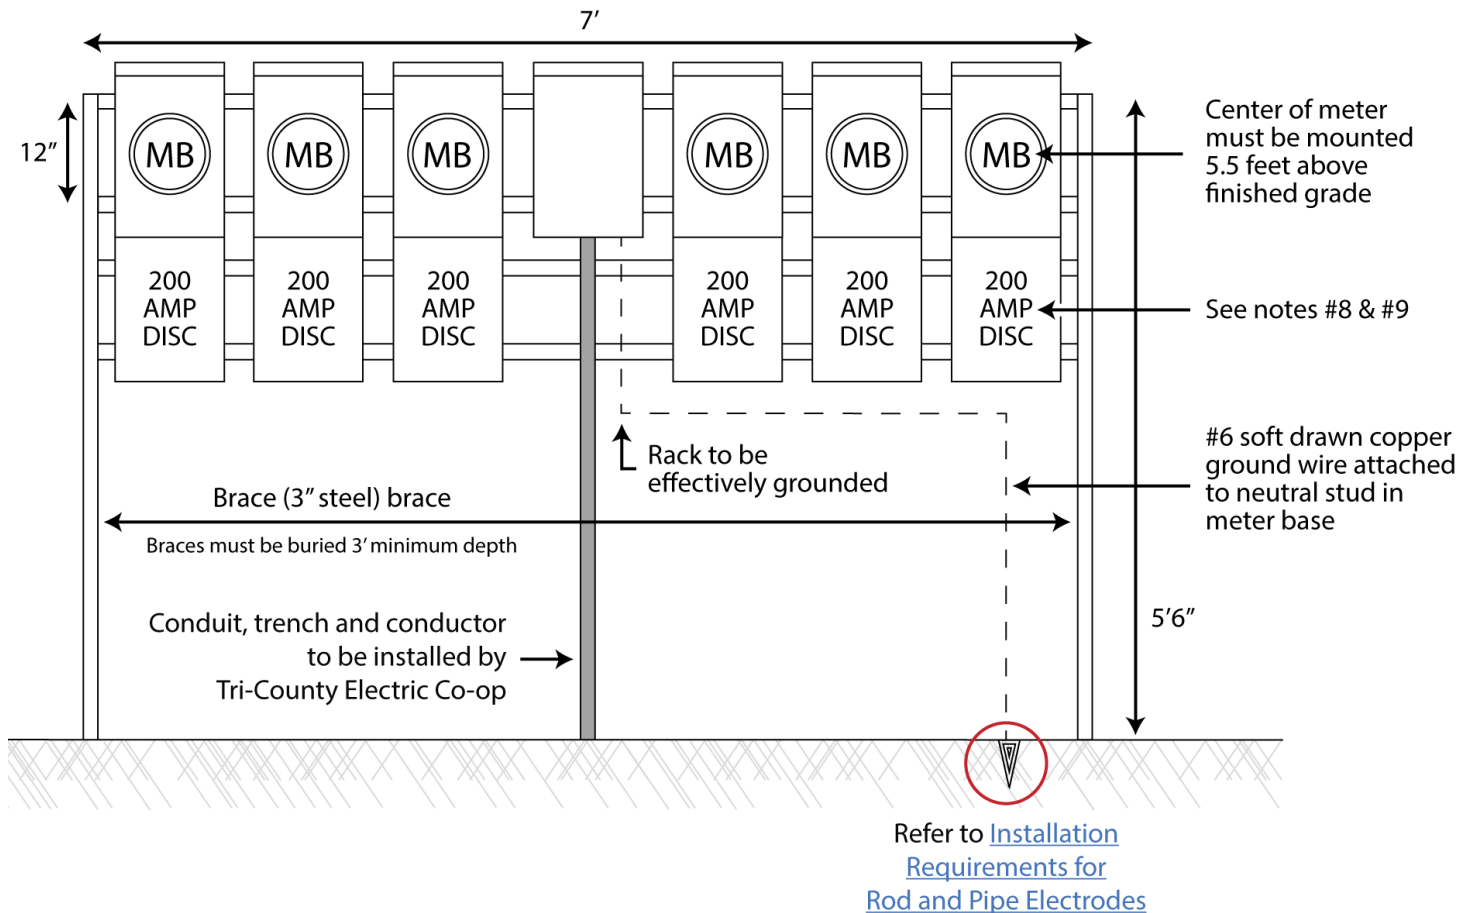 7’
12”
MB
MB
MB
MB
MB
MB
Center of meter
must be mounted
5.5 feet above
finished grade
200
AMP
DISC
200
AMP
DISC
200
AMP
DISC
200
AMP
DISC
200
AMP
DISC
200
AMP
DISC
See notes #8 & #9
Rack to be
effectively grounded
#6 soft drawn copper
ground wire attached
to neutral stud in
meter base
Brace (3” steel) brace
Braces must be buried 3’ minimum depth
Conduit, trench and conductor
to be installed by
Tri-County Electric Co-op
5’6”
Refer to Installation
Requirements for
Rod and Pipe Electrodes